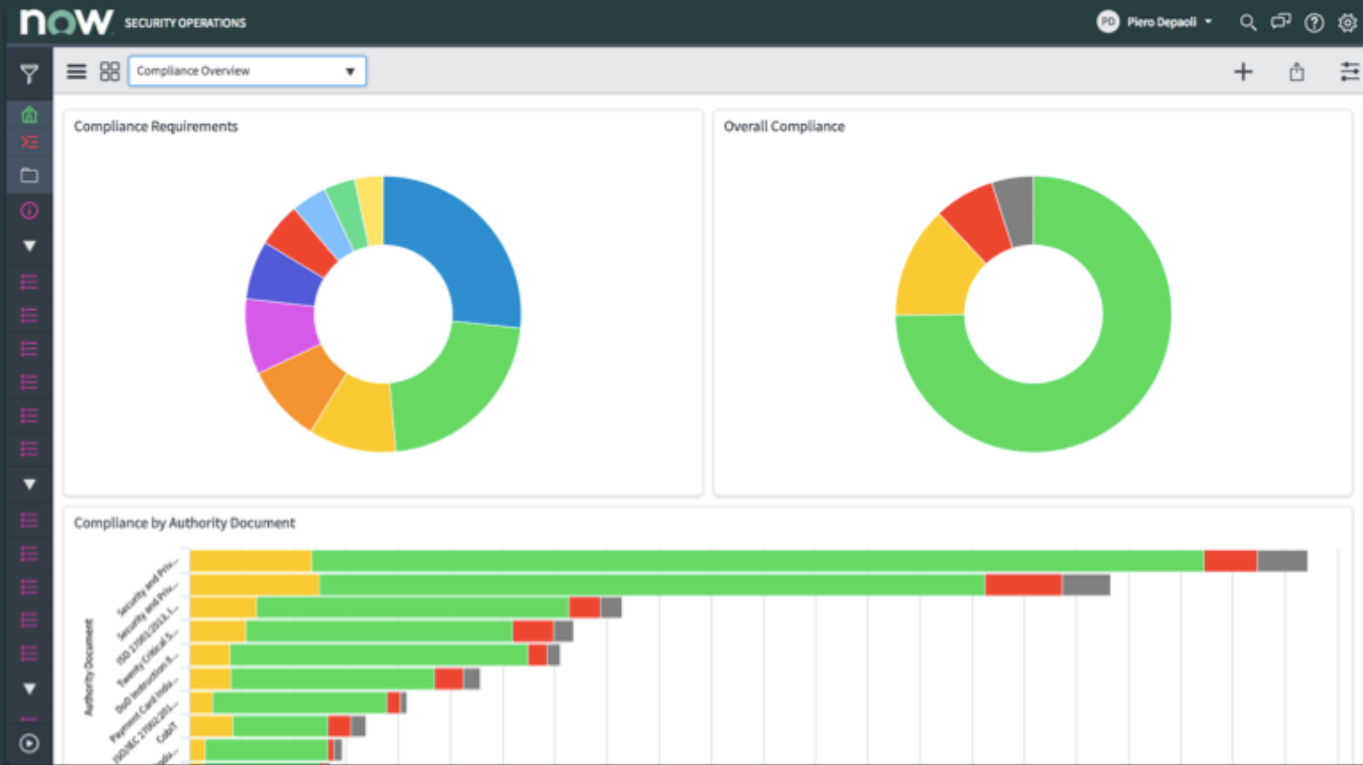 now SECURITY OPERATIONS
PD Piero Depaoli
Compliance Overview
Compliance Requirements
Overall Compliance
Compliance by Authority Document
Authority Document
Security and Priv...
Security and Priv...
ISO 27001:2013, I...
Twenty Critical S...
DoD Instruction 8...
Payment Card Indu...
ISO/IEC 27002:201...
CobiT